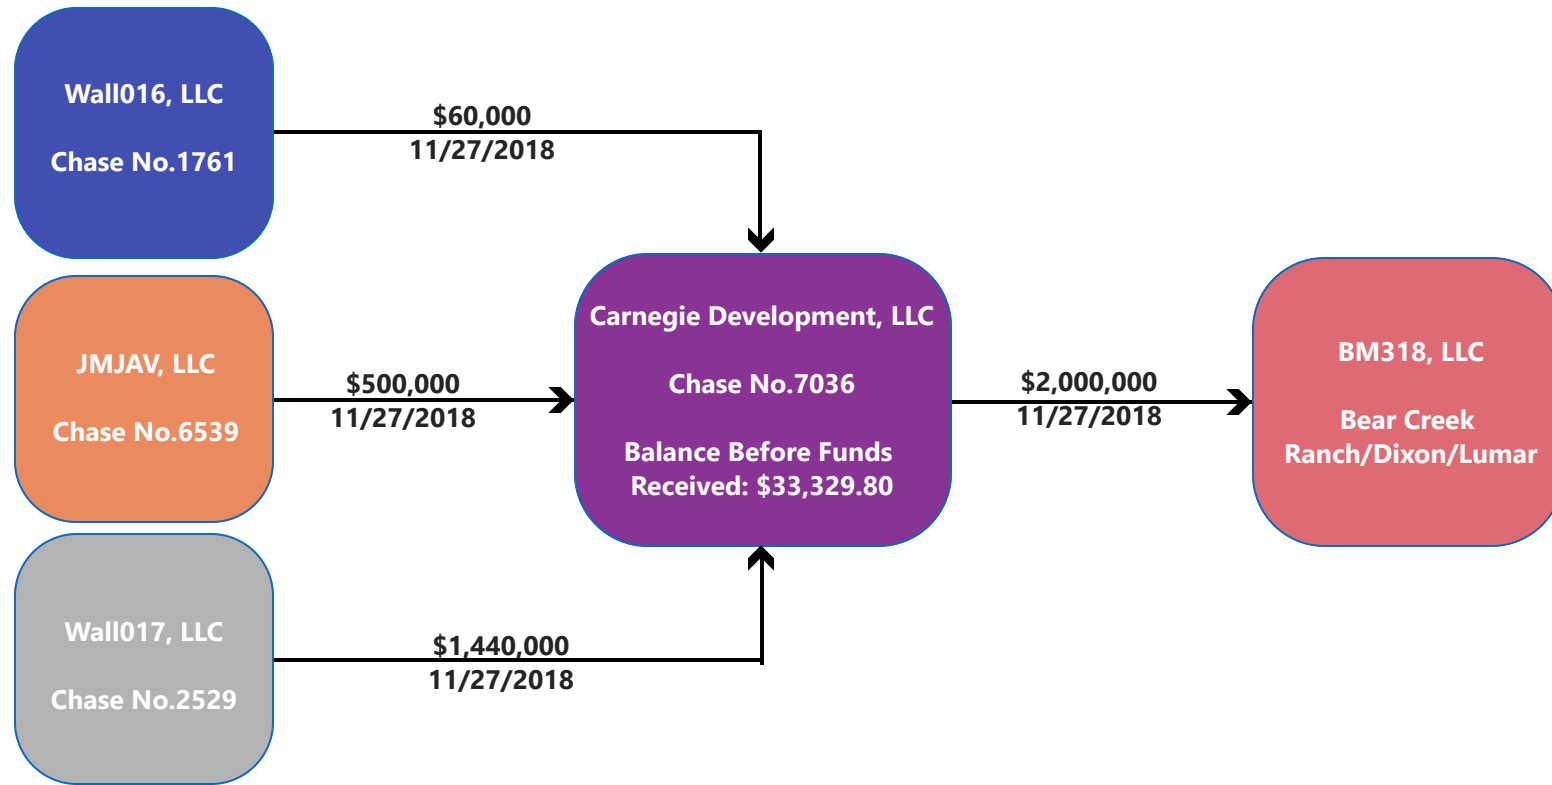 Wall016, LLC
Chase No.1761
$60,000
11/27/2018
JMJAV, LLC
Chase No.6539
$500,000
11/27/2018
Wall017, LLC
Chase No.2529
$1,440,000
11/27/2018
Carnegie Development, LLC
Chase No.7036
Balance Before Funds
Received: $33,329.80
$2,000,000
11/27/2018
BM318, LLC
Bear Creek
Ranch/Dixon/Lumar